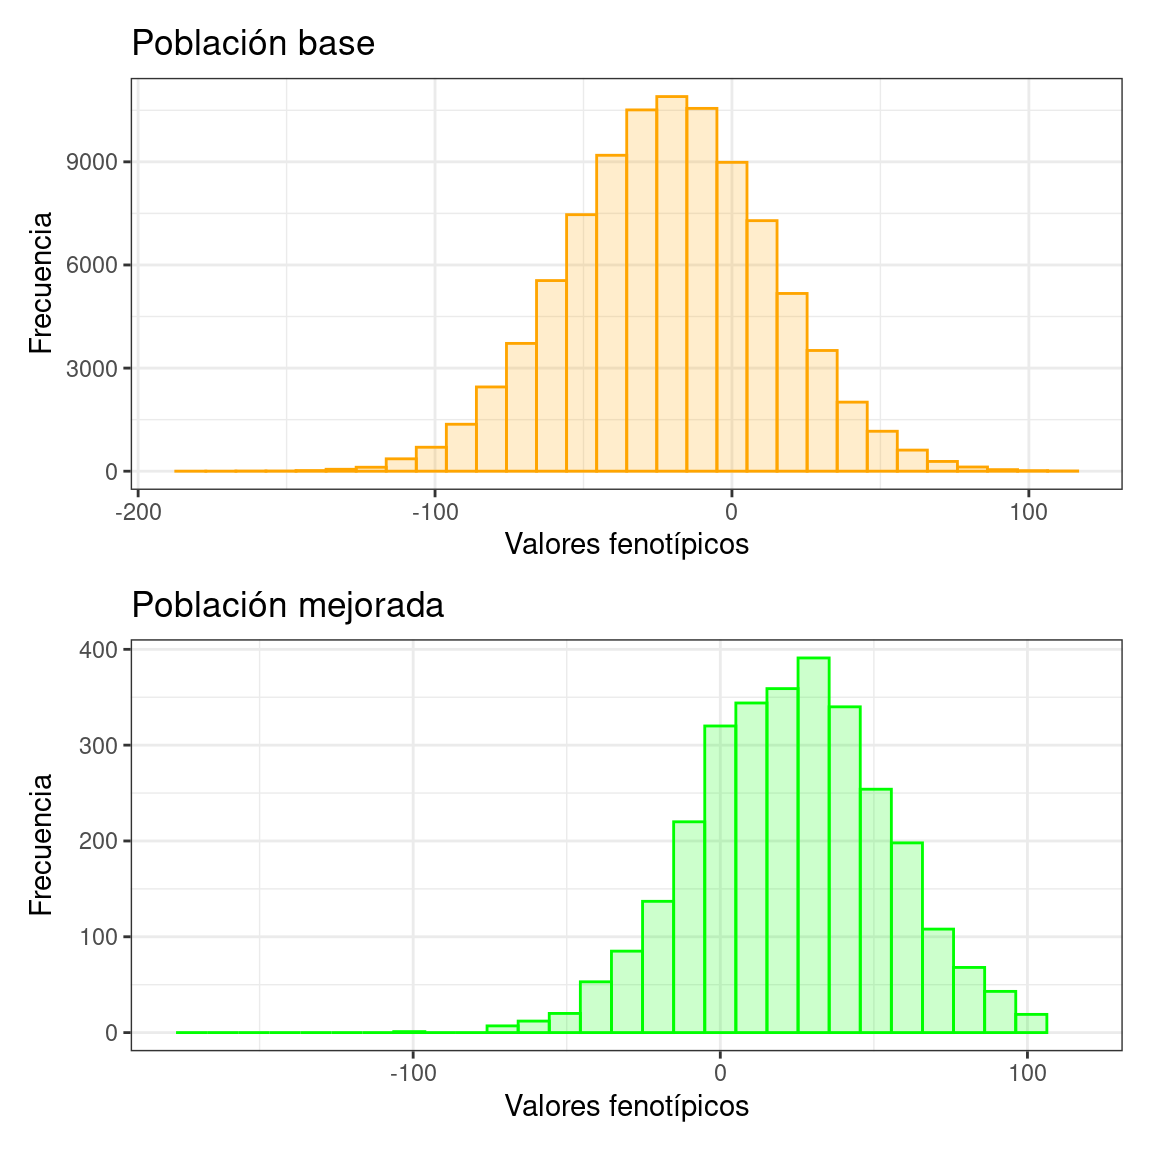 Población base
Frecuencia
9000
6000
3000
0
-200 -100 0 100
Valores fenotípicos
Población mejorada
Frecuencia
400
300
200
100
0
-100 0 100
Valores fenotípicos